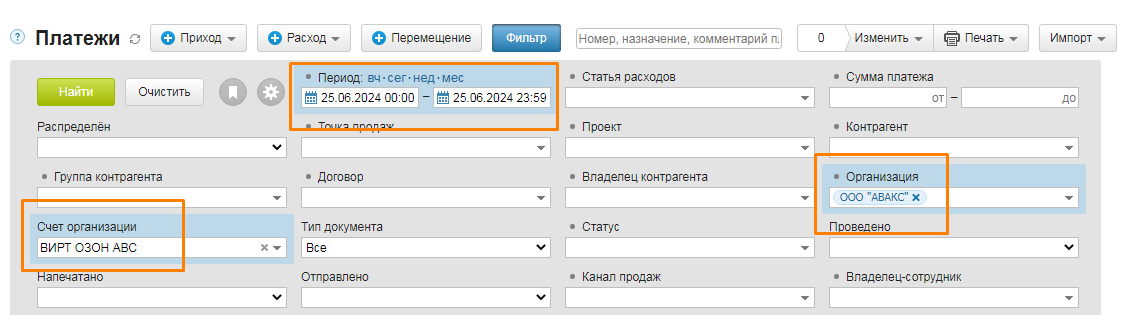 ? Платежи Приход Расход Перемещение Фильтр Номер, назначение, комментарий пл 0 Изменить Печать Импорт
Найти Очистить
Период: вч·сег·нед·мес Статья расходов Сумма платежа
25.06.2024 00:00 – 25.06.2024 23:59 от – до
Распределён Точка продаж Проект Контрагент
Группа контрагента Договор Владелец контрагента Организация
ООО "АВАКС" ×
Счет организации Тип документа Статус Проведено
ВИРТ ОЗОН АВС × Все
Напечатано Отправлено Канал продаж Владелец-сотрудник